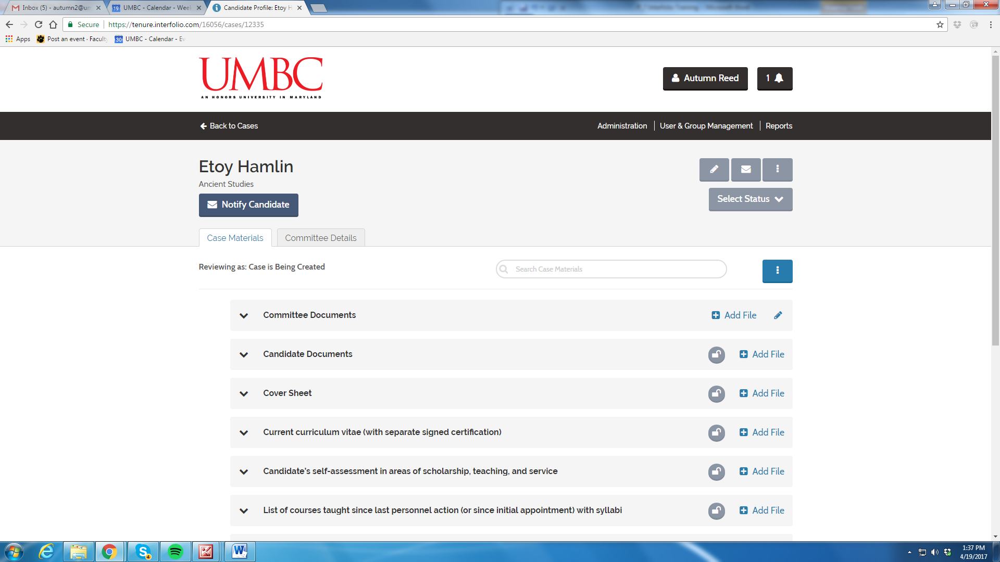 Inbox (5) - autumn2@um
UMBC - Calendar - Week
Candidate Profile: Etoy H
Secure
https://tenure.interfolio.com/16056/cases/12335
Apps
Post an event · Faculty
30
UMBC - Calendar - Ev
UMBC
AN HONORS UNIVERSITY IN MARYLAND
Autumn Reed
1
Back to Cases
Administration
User & Group Management
Reports
Etoy Hamlin
Ancient Studies
Notify Candidate
Select Status
Case Materials
Committee Details
Reviewing as: Case is Being Created
Search Case Materials
Committee Documents
Add File
Candidate Documents
Add File
Cover Sheet
Add File
Current curriculum vitae (with separate signed certification)
Add File
Candidate's self-assessment in areas of scholarship, teaching, and service
Add File
List of courses taught since last personnel action (or since initial appointment) with syllabi
Add File
1:37 PM
4/19/2017